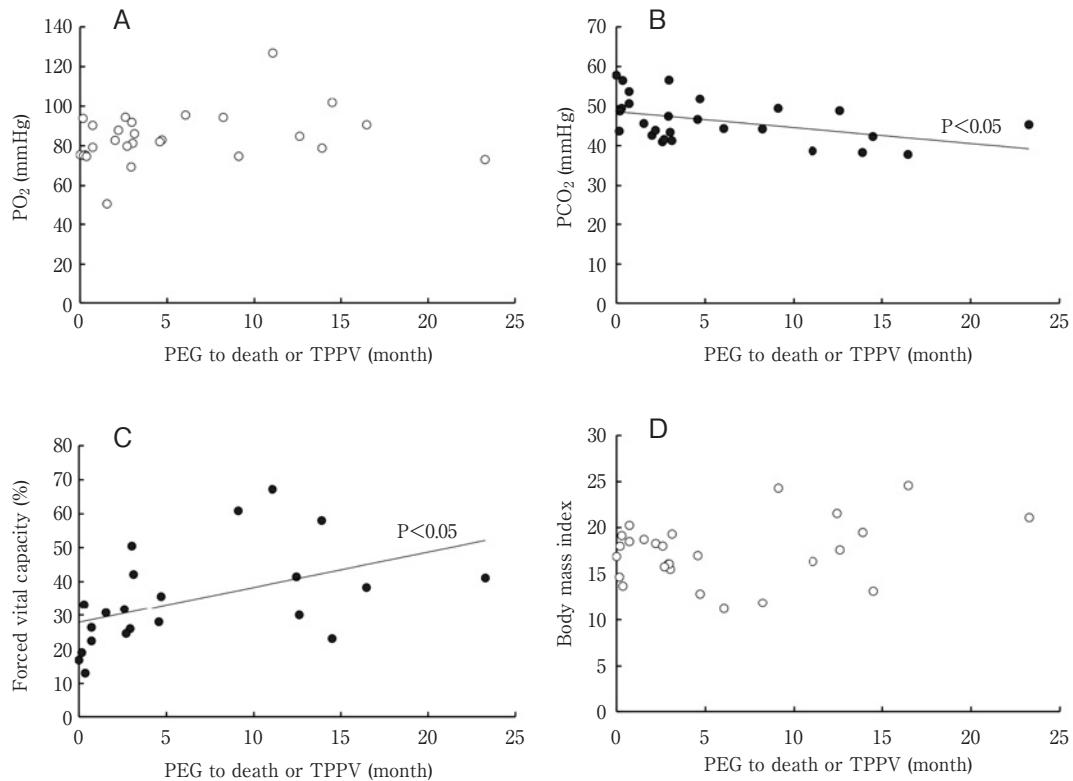 A
PO₂ (mmHg)
140
120
100
80
60
40
20
0
0 5 10 15 20 25
PEG to death or TPPV (month)
B
PCO₂ (mmHg)
70
60
50
40
30
20
10
0
P<0.05
0 5 10 15 20 25
PEG to death or TPPV (month)
C
Forced vital capacity (%)
80
70
60
50
40
30
20
10
0
P<0.05
0 5 10 15 20 25
PEG to death or TPPV (month)
D
Body mass index
30
25
20
15
10
5
0
0 5 10 15 20 25
PEG to death or TPPV (month)